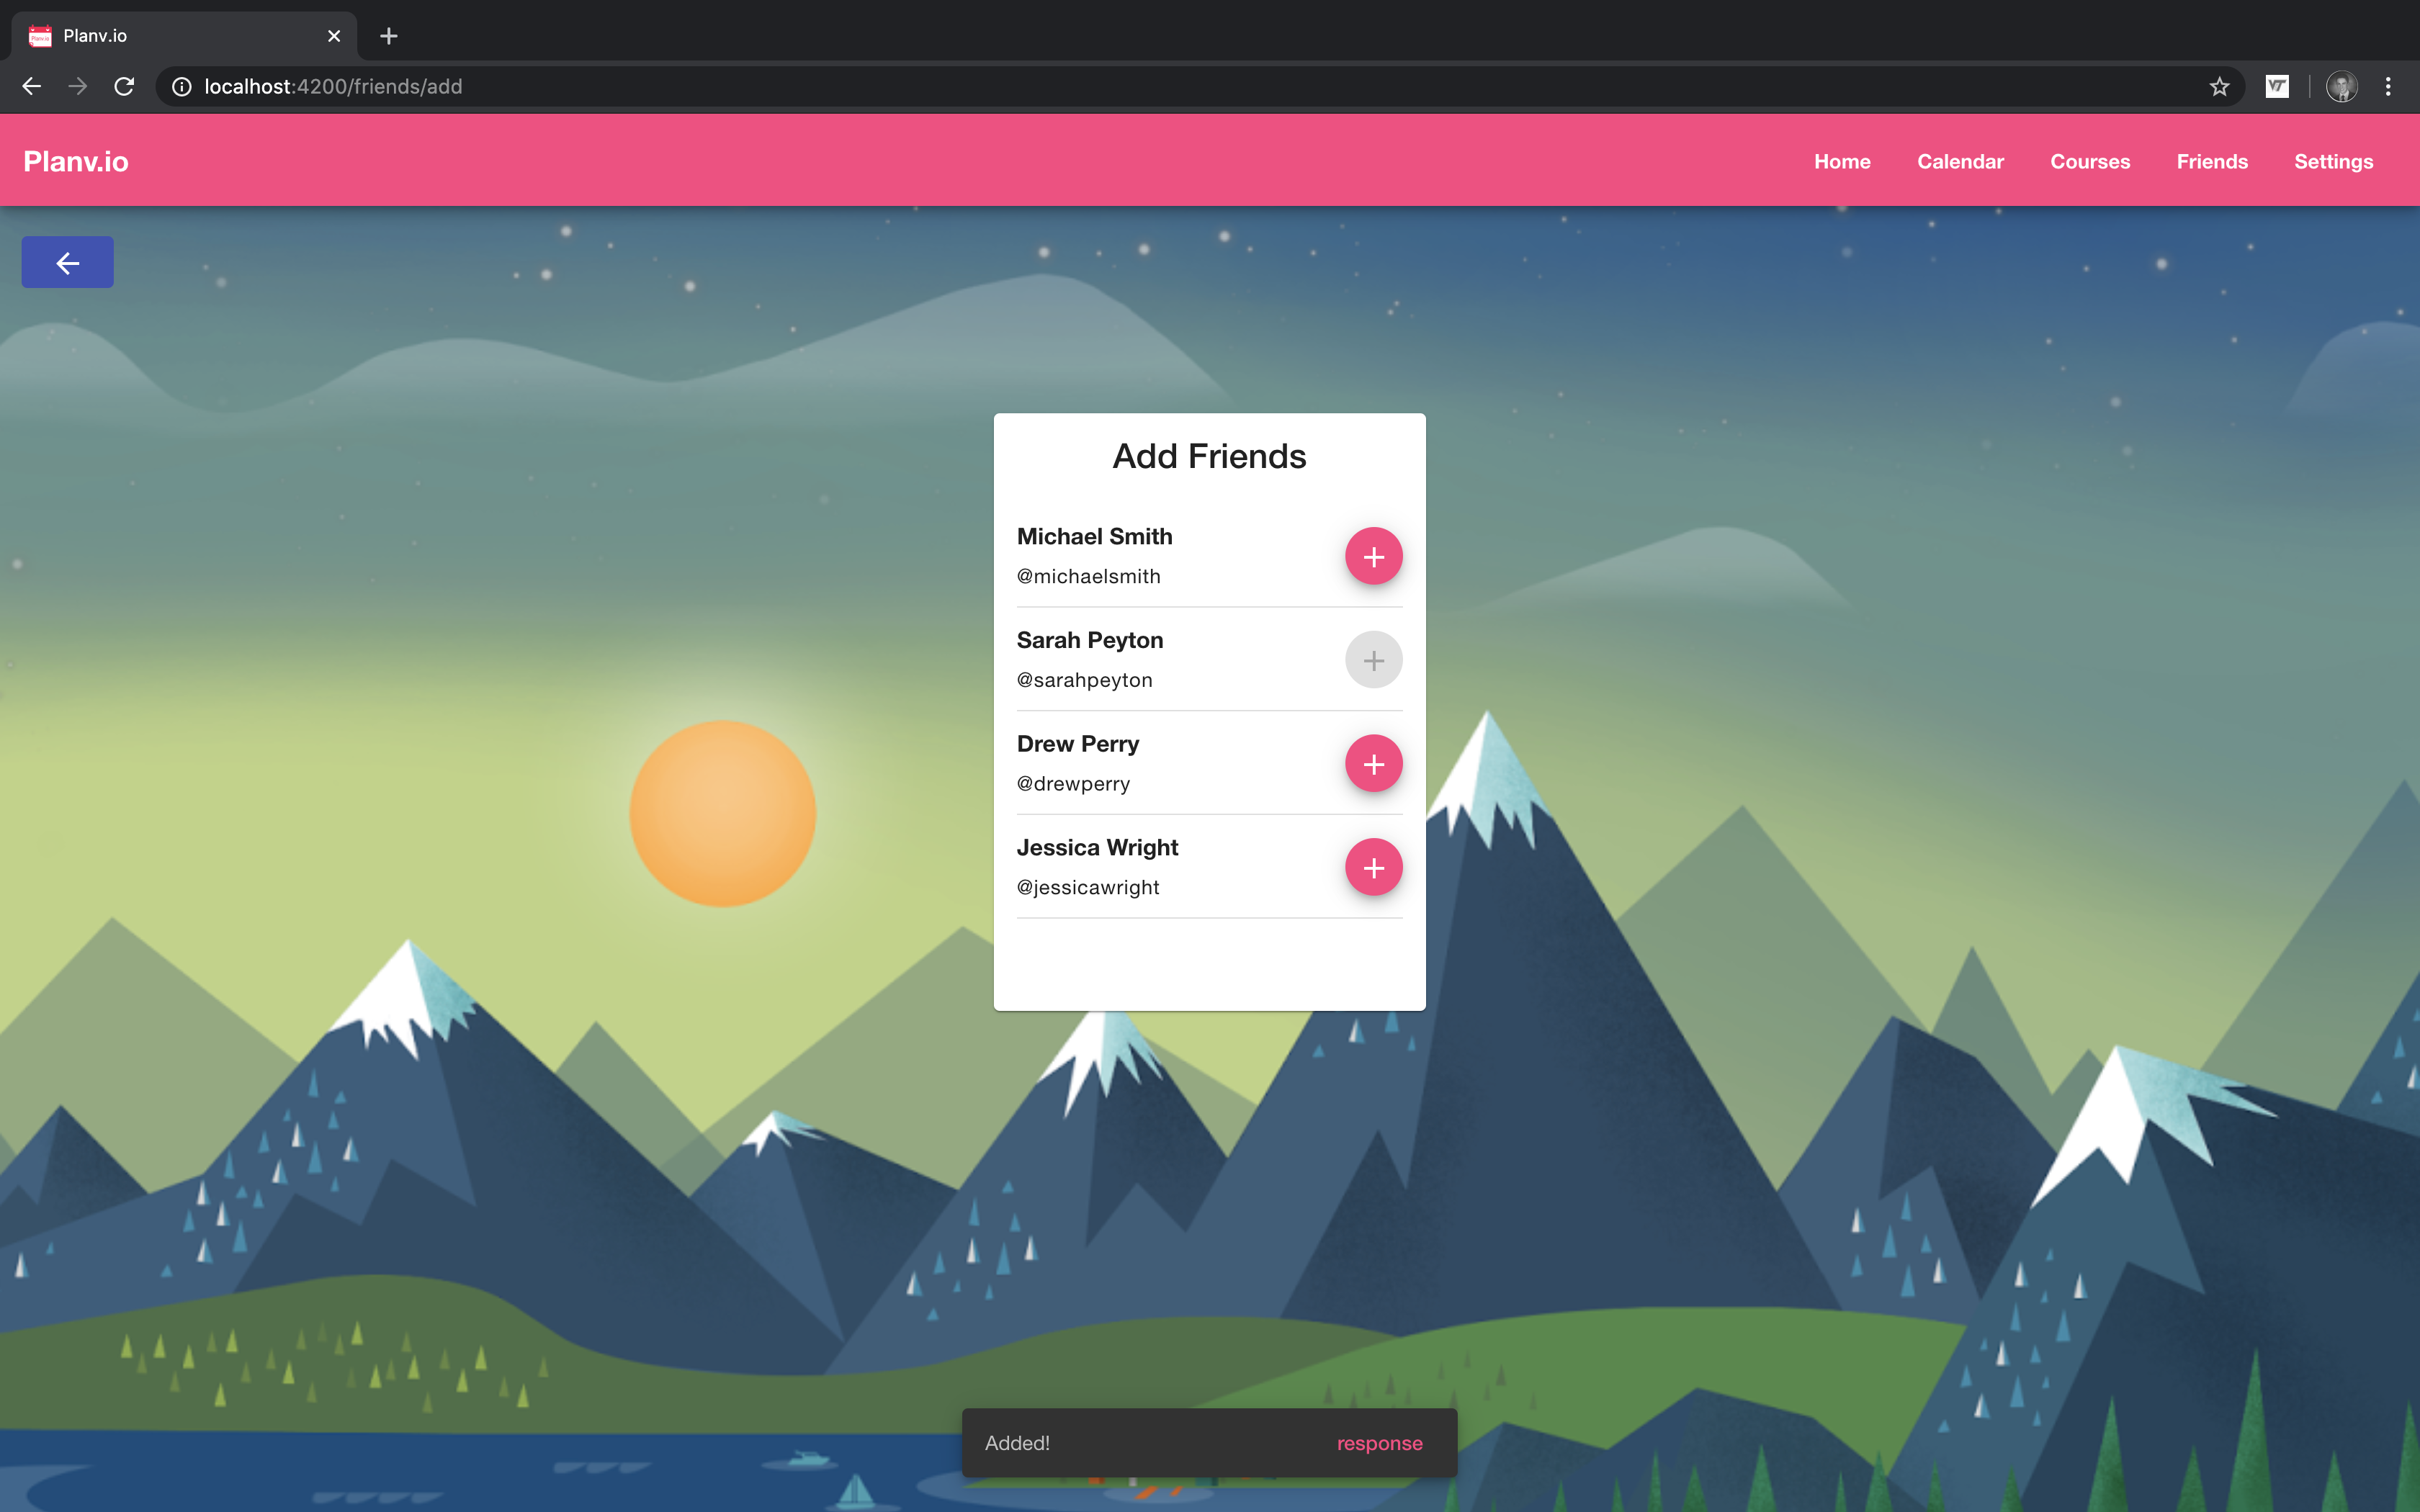 Planv.io
localhost:4200/friends/add
Planv.io
Home Calendar Courses Friends Settings
Add Friends
Michael Smith
@michaelsmith
Sarah Peyton
@sarahpeyton
Drew Perry
@drewperry
Jessica Wright
@jessicawright
Added! response